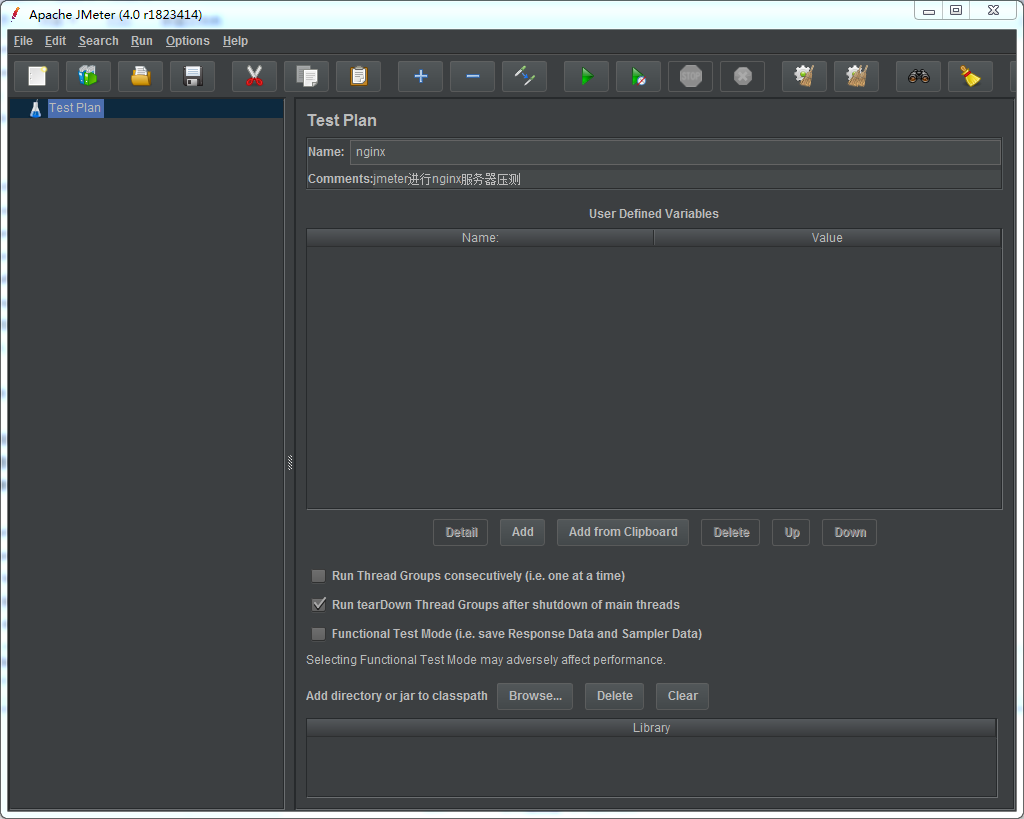 Apache JMeter (4.0 r1823414)
File Edit Search Run Options Help
STOP
Test Plan
Test Plan
Name: nginx
Comments:jmeter进行nginx服务器压测
User Defined Variables
Name: Value
Detail Add Add from Clipboard Delete Up Down
Run Thread Groups consecutively (i.e. one at a time)
Run tearDown Thread Groups after shutdown of main threads
Functional Test Mode (i.e. save Response Data and Sampler Data)
Selecting Functional Test Mode may adversely affect performance.
Add directory or jar to classpath Browse... Delete Clear
Library